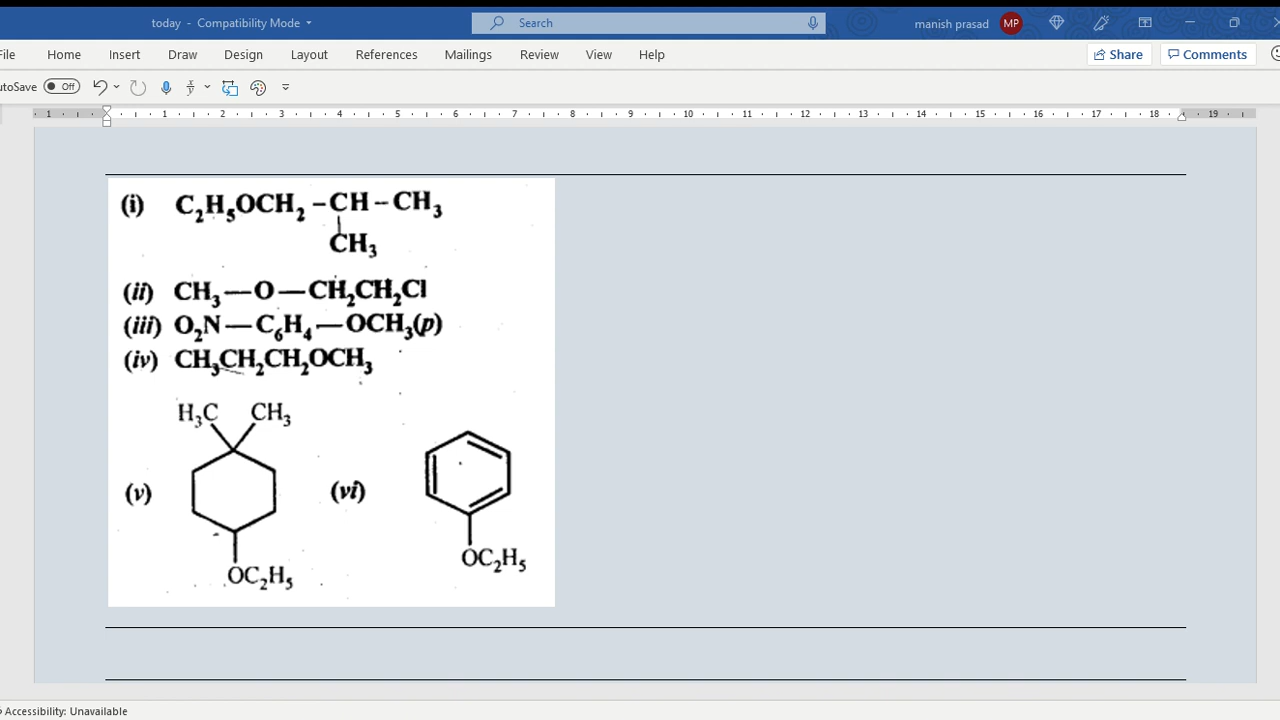 today - Compatibility Mode
Search
manish prasad MP
File Home Insert Draw Design Layout References Mailings Review View Help Share Comments
AutoSave Off
1 1 2 3 4 5 6 7 8 9 10 11 12 13 14 15 16 17 18 19
(i) C₂H₅OCH₂ – CH – CH₃
CH₃
(ii) CH₃ — O — CH₂CH₂Cl
(iii) O₂N — C₆H₄ — OCH₃(p)
(iv) CH₃CH₂CH₂OCH₃
H₃C CH₃
(v) (vi)
OC₂H₅
OC₂H₅
Accessibility: Unavailable